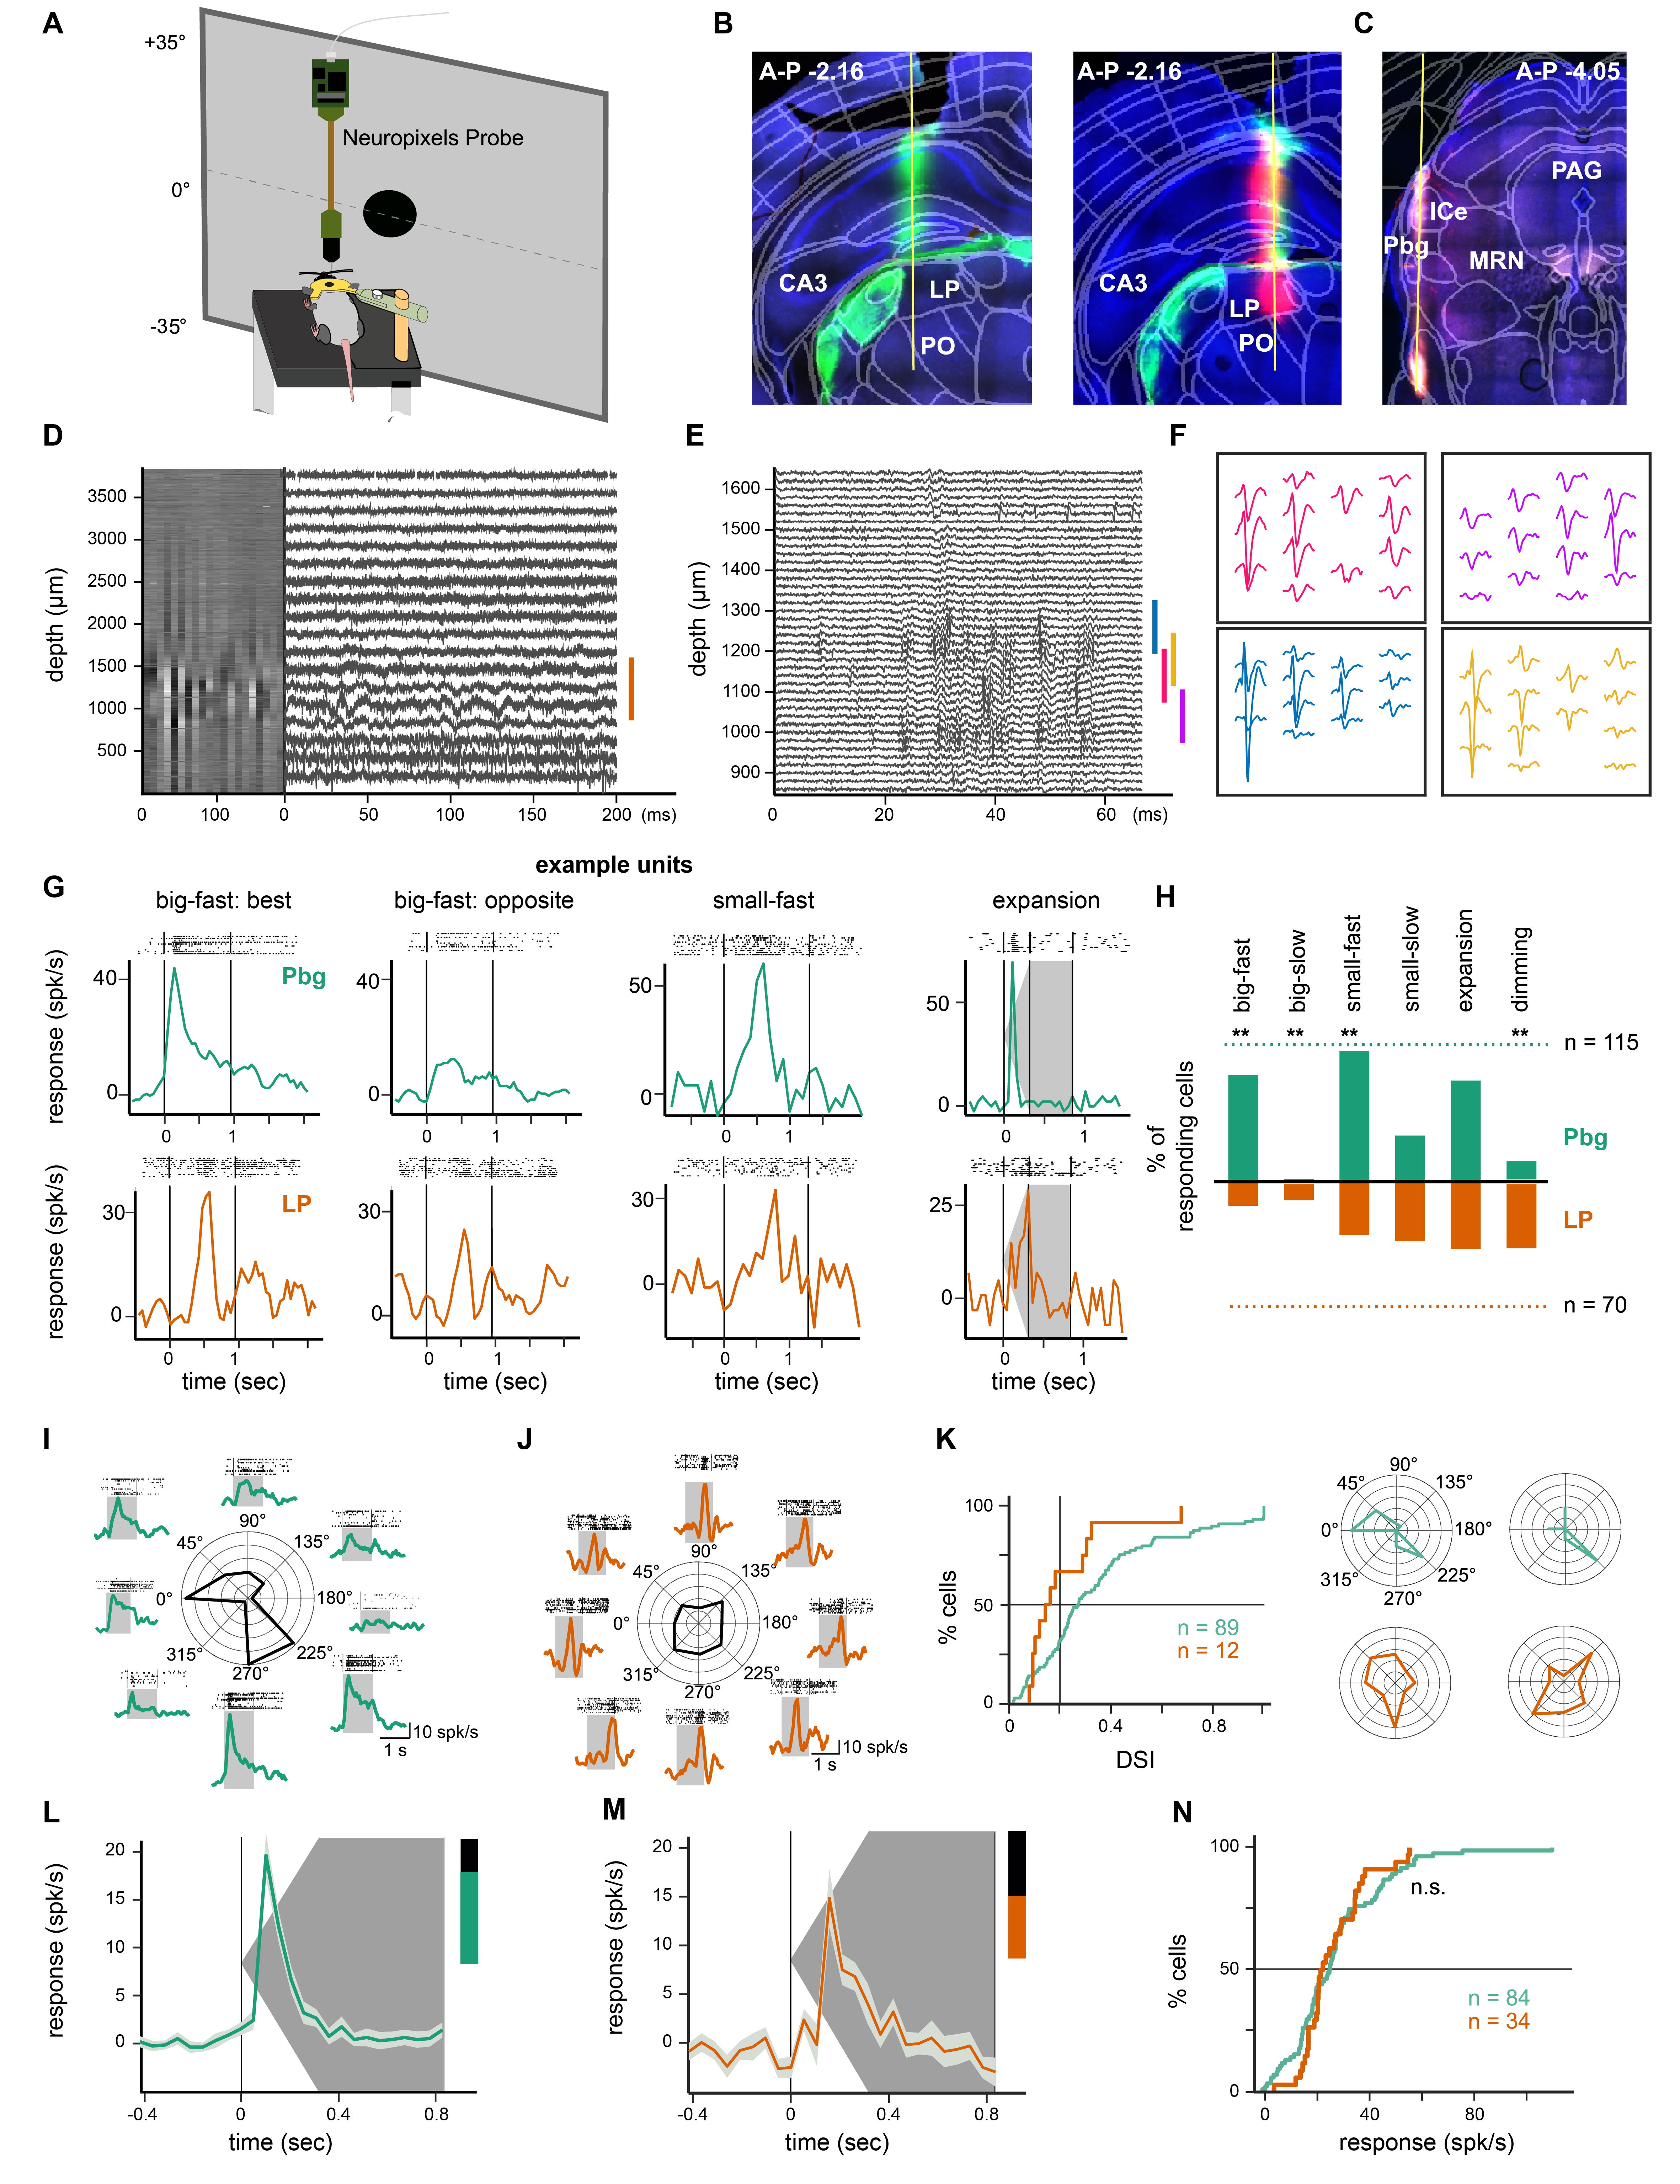 A
+35°
Neuropixels Probe
0°
-35°
B
A-P -2.16
CA3
LP
PO
A-P -2.16
CA3
LP
PO
C
A-P -4.05
PAG
ICe
Pbg
MRN
D
depth (µm)
3500
3000
2500
2000
1500
1000
500
0 100 0 50 100 150 200 (ms)
E
depth (µm)
1600
1500
1400
1300
1200
1100
1000
900
0 20 40 60 (ms)
F
G
example units
big-fast: best
big-fast: opposite
small-fast
expansion
response (spk/s)
40
0
Pbg
0 1
40
0
0 1
50
0
0 1
50
0
0 1
response (spk/s)
30
0
LP
0 1
time (sec)
30
0
0 1
time (sec)
30
0
0 1
time (sec)
25
0
0 1
time (sec)
H
big-fast
big-slow
small-fast
small-slow
expansion
dimming
** ** ** **
n = 115
% of
responding cells
Pbg
LP
n = 70
I
90°
45° 135°
0° 180°
315° 225°
270°
10 spk/s
1 s
J
90°
45° 135°
0° 180°
315° 225°
270°
10 spk/s
1 s
K
% cells
100
50
0
n = 89
n = 12
0 0.4 0.8
DSI
90°
45° 135°
0° 180°
315° 225°
270°
L
response (spk/s)
20
15
10
5
0
-0.4 0 0.4 0.8
time (sec)
M
response (spk/s)
20
15
10
5
0
-0.4 0 0.4 0.8
time (sec)
N
% cells
100
50
0
n.s.
n = 84
n = 34
0 40 80
response (spk/s)